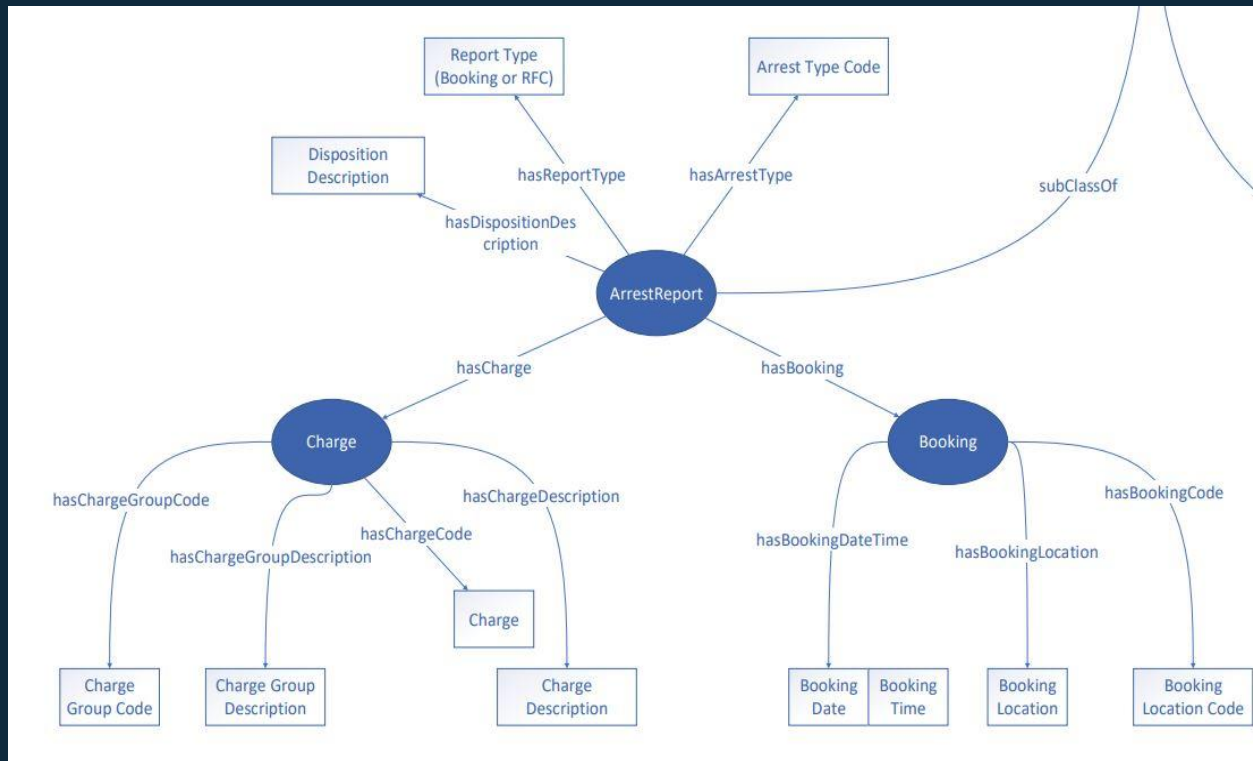 Report Type
(Booking or RFC)
Arrest Type Code
Disposition
Description
hasReportType
hasArrestType
subClassOf
hasDispositionDes
cription
ArrestReport
hasCharge
hasBooking
Charge
Booking
hasChargeGroupCode
hasChargeDescription
hasBookingCode
hasChargeCode
hasBookingDateTime
hasChargeGroupDescription
hasBookingLocation
Charge
Charge
Group Code
Charge Group
Description
Charge
Description
Booking
Date
Booking
Time
Booking
Location
Booking
Location Code